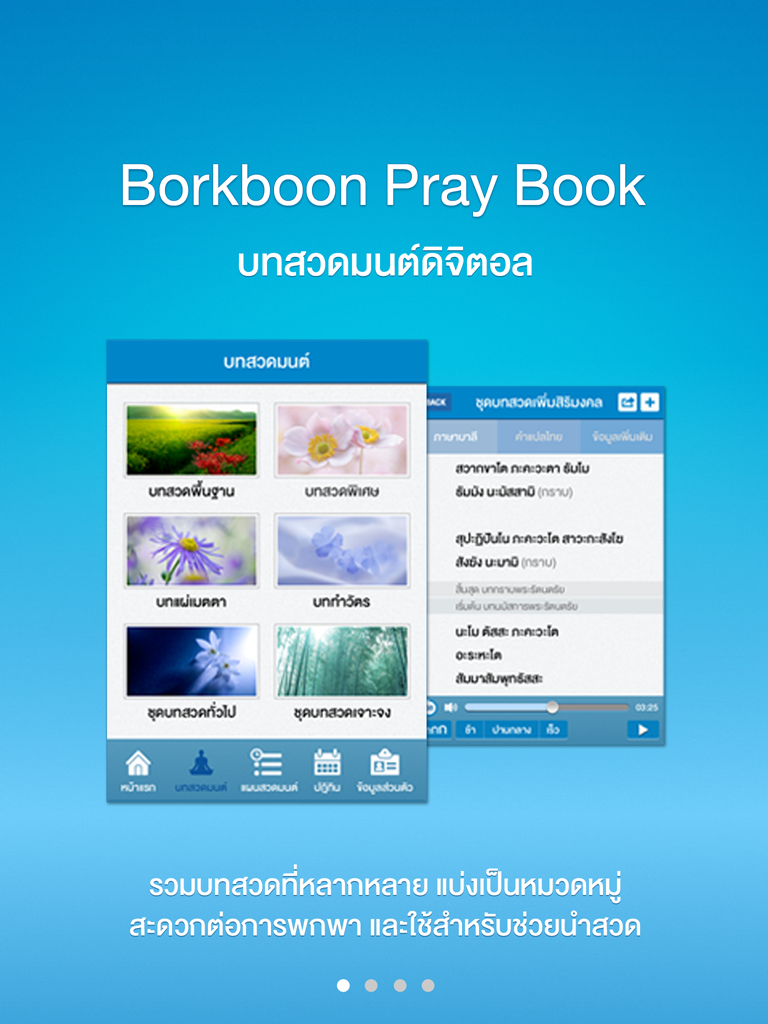 Borkboon Pray Book
บทสวดมนต์ดิจิตอล
บทสวดมนต์
บทสวดพื้นฐาน
บทสวดพิเศษ
บทแผ่เมตตา
บททำวัตร
ชุดบทสวดทั่วไป
ชุดบทสวดเจาะจง
หน้าแรก
บทสวดมนต์
แผนสวดมนต์
ปฏิทิน
ข้อมูลส่วนตัว
BACK
ชุดบทสวดเพิ่มสิริมงคล
ภาษาบาลี
คำแปลไทย
ข้อมูลเพิ่มเติม
สวากขาโต ภะคะวะตา ธัมโม
ธัมมัง นะมัสสามิ (กราบ)
สุปะฏิปันโน ภะคะวะโต สาวะกะสังโฆ
สังฆัง นะมามิ (กราบ)
สิ้นสุด บทกราบพระรัตนตรัย
เริ่มต้น บทนมัสการพระรัตนตรัย
นะโม ตัสสะ ภะคะวะโต
อะระหะโต
สัมมาสัมพุทธัสสะ
03:25
ช้า
ปานกลาง
เร็ว
รวมบทสวดที่หลากหลาย แบ่งเป็นหมวดหมู่
สะดวกต่อการพกพา และใช้สำหรับช่วยนำสวด